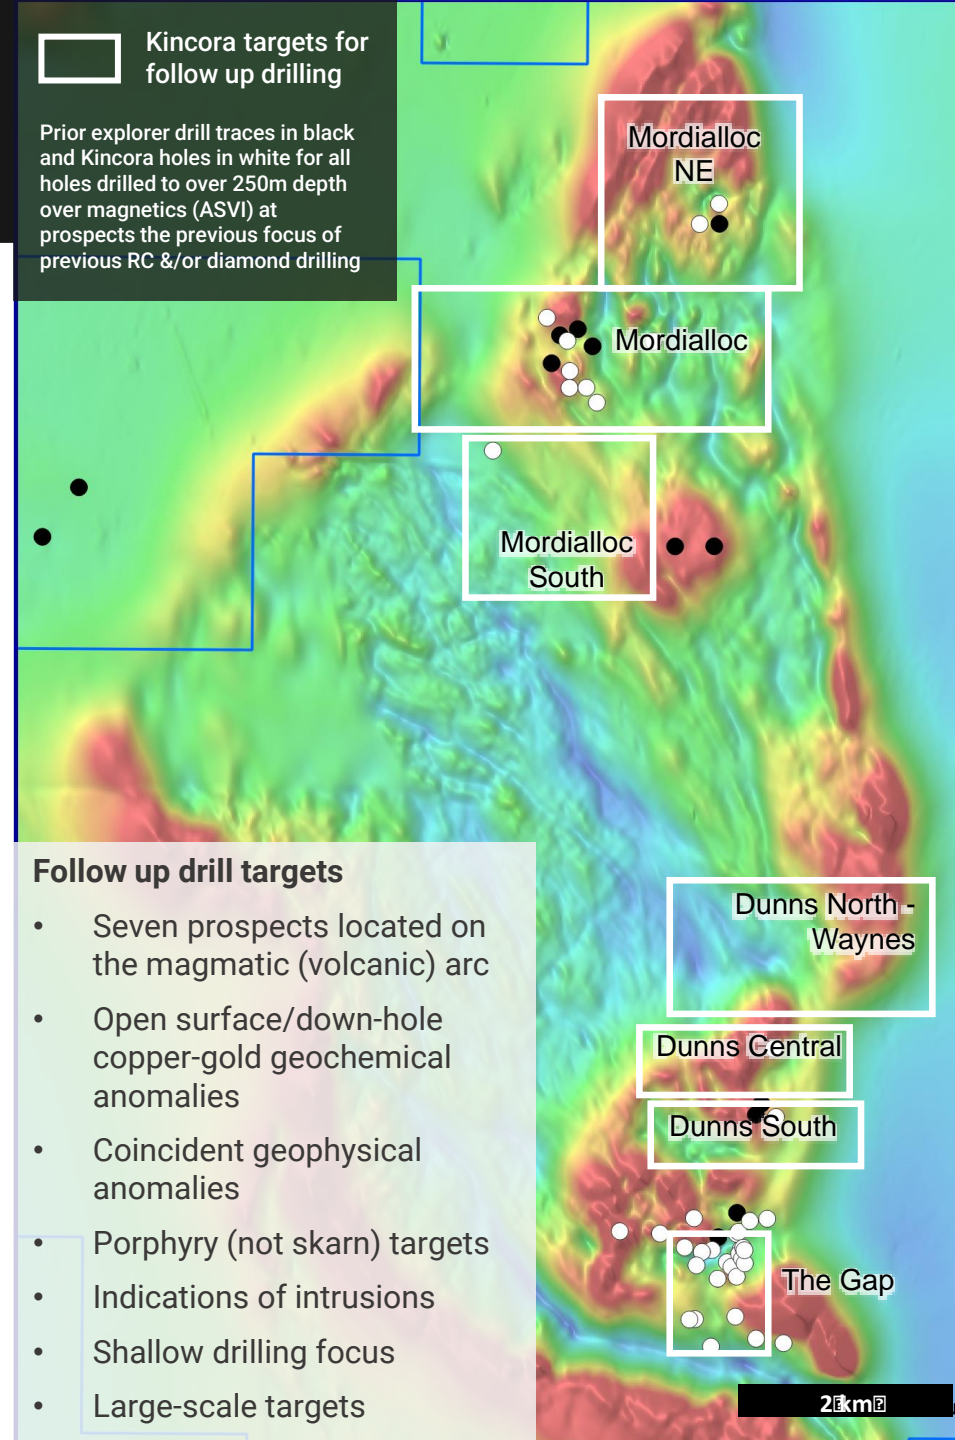 Kincora targets for
follow up drilling
Prior explorer drill traces in black
and Kincora holes in white for all
holes drilled to over 250m depth
over magnetics (ASVI) at
prospects the previous focus of
previous RC &/or diamond drilling
Mordialloc
NE
Mordialloc
Mordialloc
South
Dunns North -
Waynes
Dunns Central
Dunns South
The Gap
Follow up drill targets
• Seven prospects located on
the magmatic (volcanic) arc
• Open surface/down-hole
copper-gold geochemical
anomalies
• Coincident geophysical
anomalies
• Porphyry (not skarn) targets
• Indications of intrusions
• Shallow drilling focus
• Large-scale targets
2 km